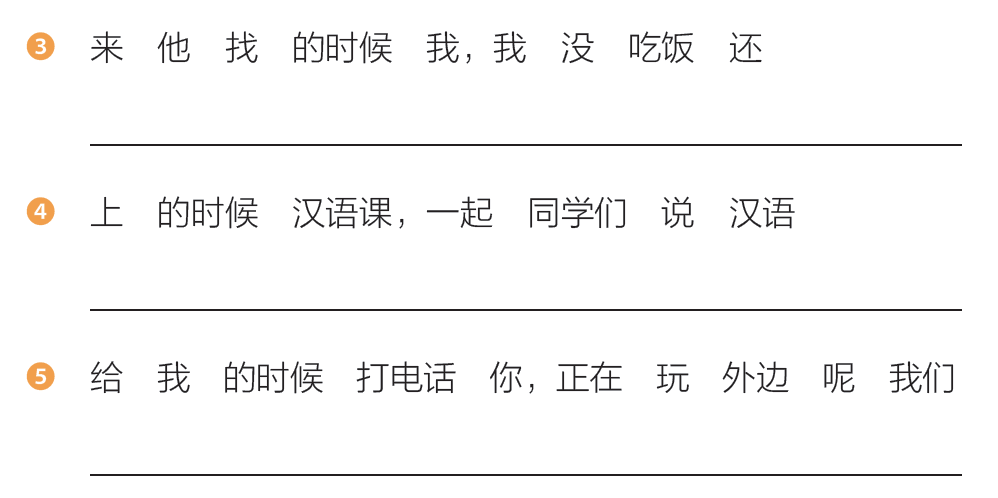 3 来 他 找 的时候 我，我 没 吃饭 还
4 上 的时候 汉语课，一起 同学们 说 汉语
5 给 我 的时候 打电话 你，正在 玩 外边 呢 我们